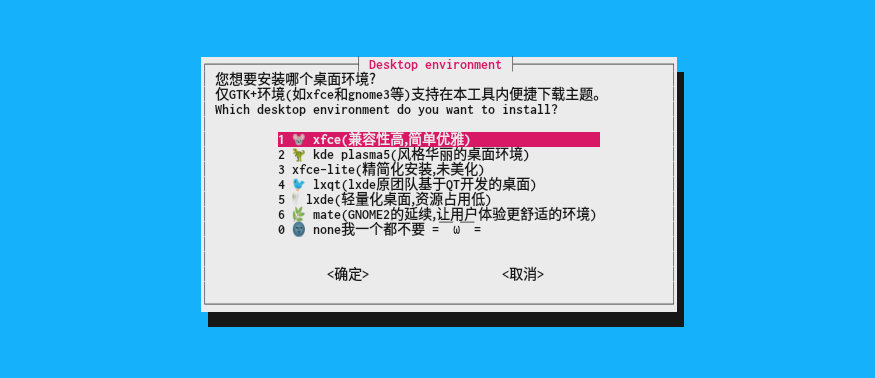 Desktop environment
您想要安装哪个桌面环境?
仅GTK+环境(如xfce和gnome3等)支持在本工具内便捷下载主题。
Which desktop environment do you want to install?
1 🐭 xfce(兼容性高,简单优雅)
2 🦖 kde plasma5(风格华丽的桌面环境)
3 xfce-lite(精简化安装,未美化)
4 🐦 lxqt(lxde原团队基于QT开发的桌面)
5 🕊 lxde(轻量化桌面,资源占用低)
6 🌿 mate(GNOME2的延续,让用户体验更舒适的环境)
0 🌚 none我一个都不要 =￣ω￣=
<确定> <取消>